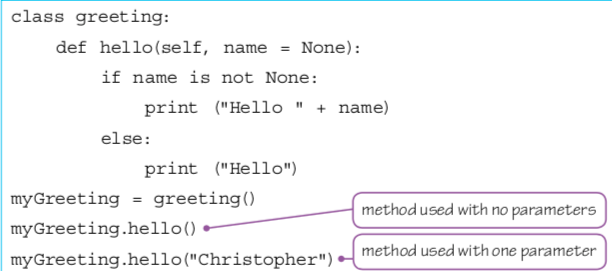 class greeting:
    def hello(self, name = None):
        if name is not None:
            print ("Hello " + name)
        else:
            print ("Hello")
myGreeting = greeting()
myGreeting.hello()
method used with no parameters
myGreeting.hello("Christopher")
method used with one parameter